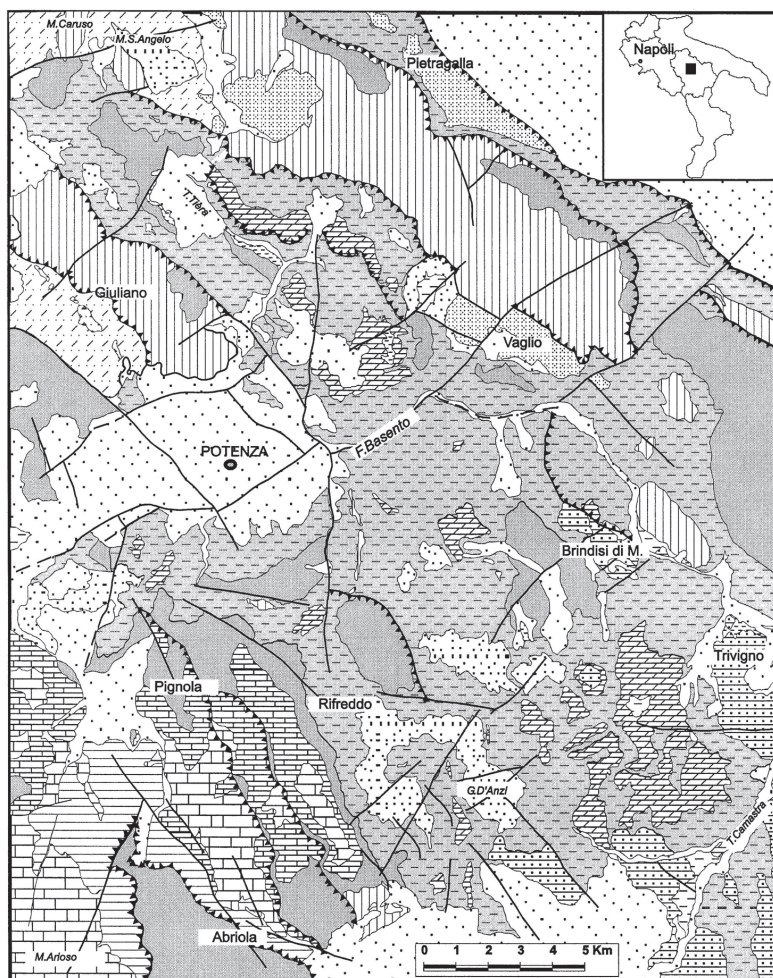 M.Caruso
M.S.Angelo
Pietragalla
Napoli
T.Tiera
Giuliano
Vaglio
F.Basento
POTENZA
Brindisi di M.
Trivigno
Pignola
Rifreddo
G.D'Anzi
T.Camastra
Abriola
M.Arioso
0 1 2 3 4 5 Km